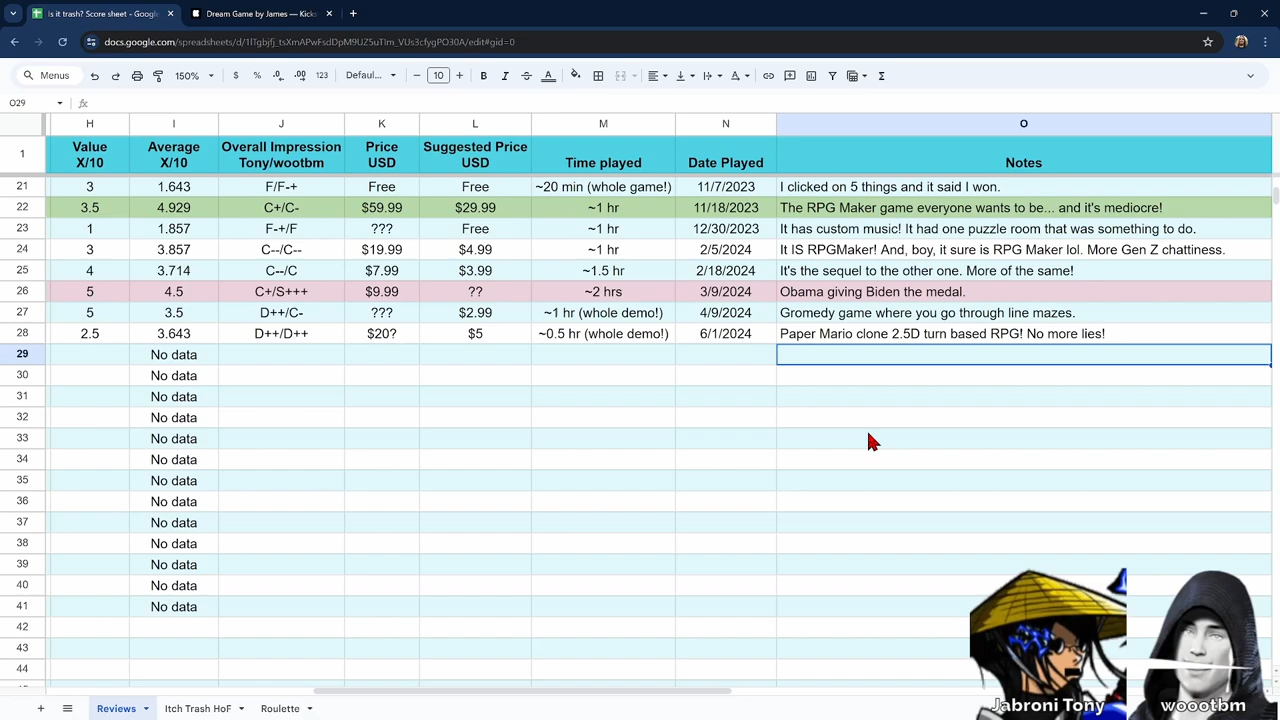 Is it trash? Score sheet - Google
Dream Game by James — Kicks
docs.google.com/spreadsheets/d/
/edit#gid=0
Menus
150%
$ % .0 .00 123
Defaul...
10
O29
H I J K L M N O
1
Value X/10
Average X/10
Overall Impression Tony/wootbm
Price USD
Suggested Price USD
Time played
Date Played
Notes
21 3 1.643 F/F-+ Free Free ~20 min (whole game!) 11/7/2023 I clicked on 5 things and it said I won.
22 3.5 4.929 C+/C- $59.99 $29.99 ~1 hr 11/18/2023 The RPG Maker game everyone wants to be... and it's mediocre!
23 1 1.857 F-+/F ??? Free ~1 hr 12/30/2023 It has custom music! It had one puzzle room that was something to do.
24 3 3.857 C--/C-- $19.99 $4.99 ~1 hr 2/5/2024 It IS RPGMaker! And, boy, it sure is RPG Maker lol. More Gen Z chattiness.
25 4 3.714 C--/C $7.99 $3.99 ~1.5 hr 2/18/2024 It's the sequel to the other one. More of the same!
26 5 4.5 C+/S+++ $9.99 ?? ~2 hrs 3/9/2024 Obama giving Biden the medal.
27 5 3.5 D++/C- ??? $2.99 ~1 hr (whole demo!) 4/9/2024 Gromedy game where you go through line mazes.
28 2.5 3.643 D++/D++ $20? $5 ~0.5 hr (whole demo!) 6/1/2024 Paper Mario clone 2.5D turn based RPG! No more lies!
29 No data
30 No data
31 No data
32 No data
33 No data
34 No data
35 No data
36 No data
37 No data
38 No data
39 No data
40 No data
41 No data
42
43
44
Jabroni Tony
woootbm
Reviews
Itch Trash HoF
Roulette